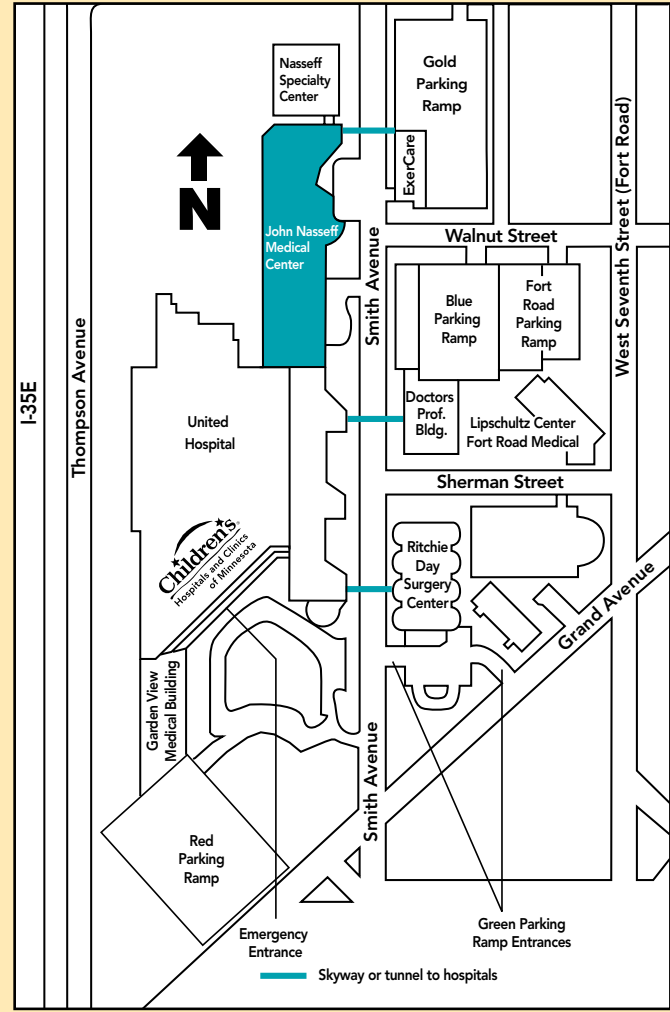 Nasseff
Specialty
Center
Gold
Parking
Ramp
ExerCare
N
John Nasseff
Medical
Center
Walnut Street
Smith Avenue
West Seventh Street (Fort Road)
Blue
Parking
Ramp
Fort
Road
Parking
Ramp
I-35E
Thompson Avenue
United
Hospital
Doctors
Prof.
Bldg.
Lipschultz Center
Fort Road Medical
Sherman Street
Children's®
Hospitals and Clinics
of Minnesota
Ritchie
Day
Surgery
Center
Grand Avenue
Garden View
Medical Building
Smith Avenue
Red
Parking
Ramp
Emergency
Entrance
Green Parking
Ramp Entrances
Skyway or tunnel to hospitals